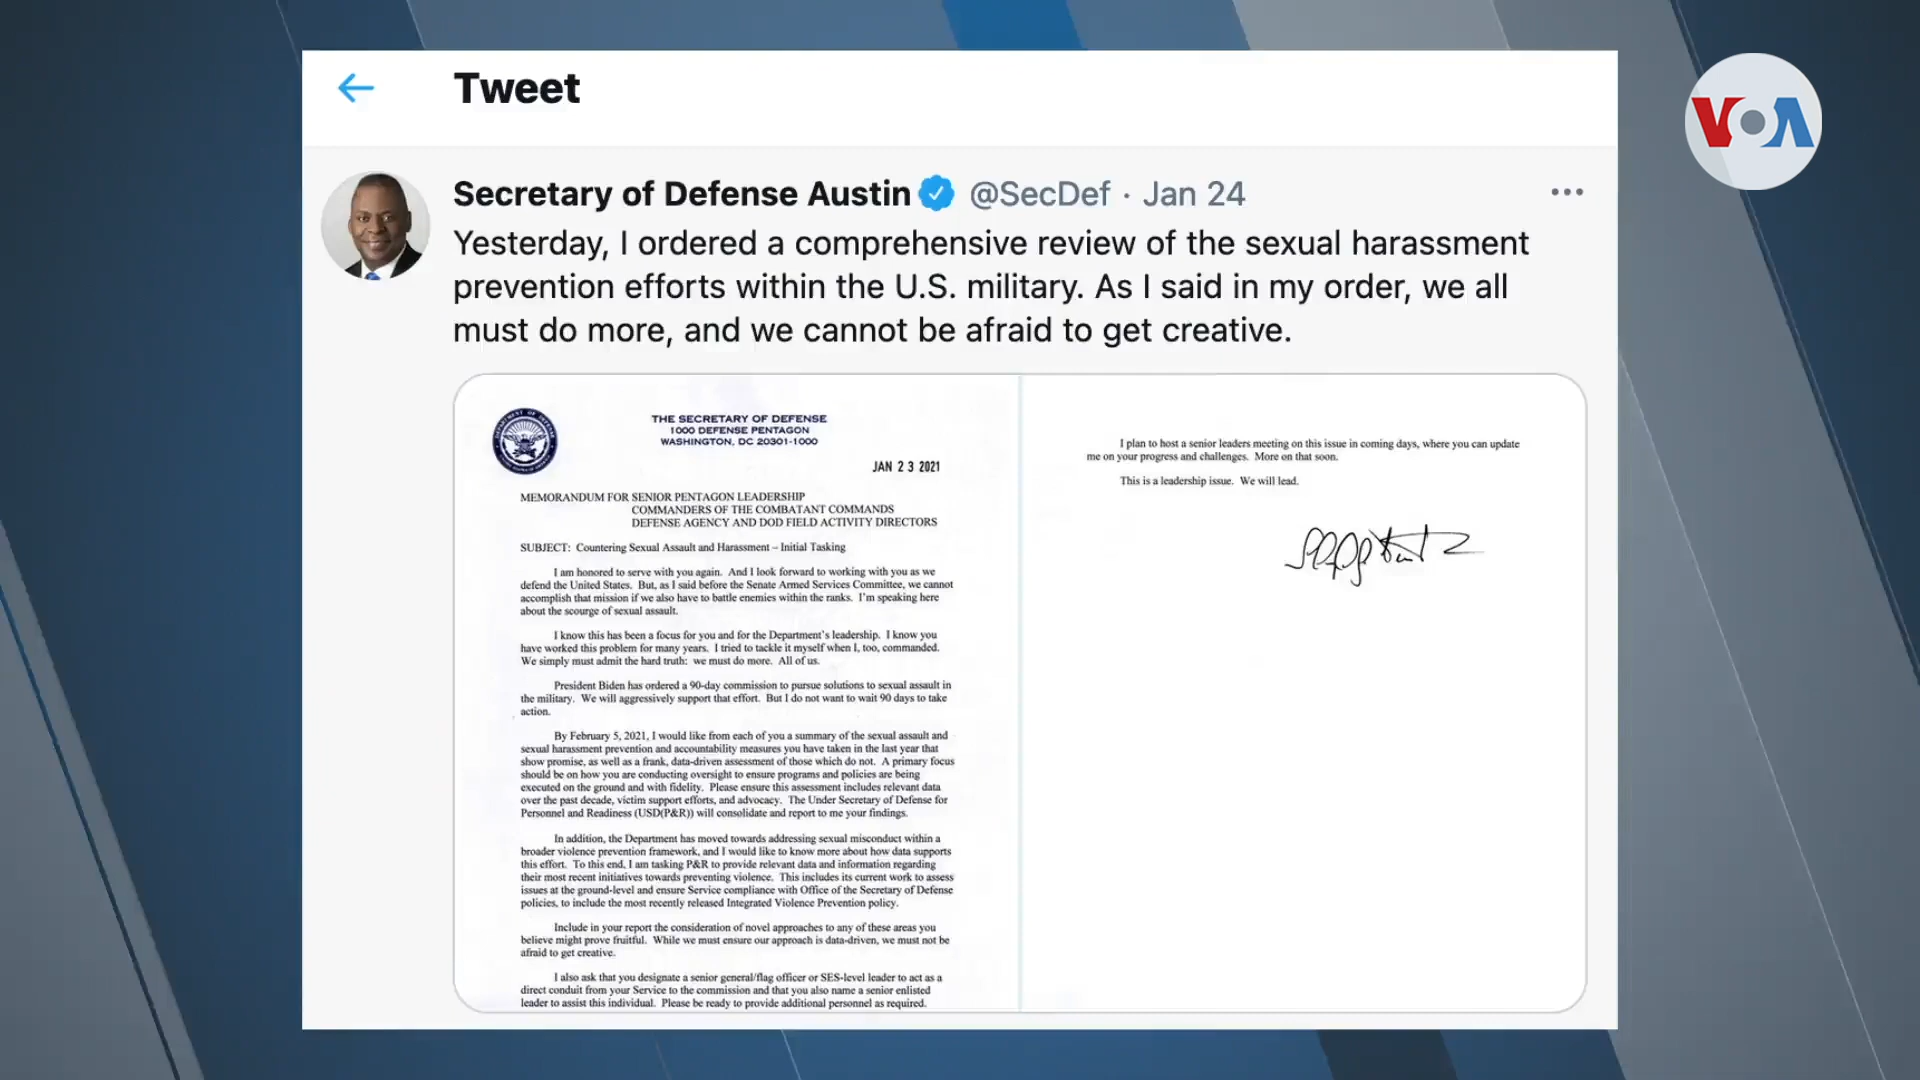 Tweet
VOA
Secretary of Defense Austin @SecDef · Jan 24
Yesterday, I ordered a comprehensive review of the sexual harassment
prevention efforts within the U.S. military. As I said in my order, we all
must do more, and we cannot be afraid to get creative.
THE SECRETARY OF DEFENSE
1000 DEFENSE PENTAGON
WASHINGTON, DC 20301-1000
JAN 23 2021
MEMORANDUM FOR SENIOR PENTAGON LEADERSHIP
COMMANDERS OF THE COMBATANT COMMANDS
DEFENSE AGENCY AND DOD FIELD ACTIVITY DIRECTORS
SUBJECT: Countering Sexual Assault and Harassment – Initial Tasking
I am honored to serve with you again. And I look forward to working with you as we
defend the United States. But, as I said before the Senate Armed Services Committee, we cannot
accomplish that mission if we also have to battle enemies within the ranks. I'm speaking here
about the scourge of sexual assault.
I know this has been a focus for you and for the Department's leadership. I know you
have worked this problem for many years. I tried to tackle it myself when I, too, commanded.
We simply must admit the hard truth: we must do more. All of us.
President Biden has ordered a 90-day commission to pursue solutions to sexual assault in
the military. We will aggressively support that effort. But I do not want to wait 90 days to take
action.
By February 5, 2021, I would like from each of you a summary of the sexual assault and
sexual harassment prevention and accountability measures you have taken in the last year that
show promise, as well as a frank, data-driven assessment of those which do not. A primary focus
should be on how you are conducting oversight to ensure programs and policies are being
executed on the ground and with fidelity. Please ensure this assessment includes relevant data
over the past decade, victim support efforts, and advocacy. The Under Secretary of Defense for
Personnel and Readiness (USD(P&R)) will consolidate and report to me your findings.
In addition, the Department has moved towards addressing sexual misconduct within a
broader violence prevention framework, and I would like to know more about how data supports
this effort. To this end, I am tasking P&R to provide relevant data and information regarding
their most recent initiatives towards preventing violence. This includes its current work to assess
issues at the ground-level and ensure Service compliance with Office of the Secretary of Defense
policies, to include the most recently released Integrated Violence Prevention policy.
Include in your report the consideration of novel approaches to any of these areas you
believe might prove fruitful. While we must ensure our approach is data-driven, we must not be
afraid to get creative.
I also ask that you designate a senior general/flag officer or SES-level leader to act as a
direct conduit from your Service to the commission and that you also name a senior enlisted
leader to assist this individual. Please be ready to provide additional personnel as required.
I plan to host a senior leaders meeting on this issue in coming days, where you can update
me on your progress and challenges. More on that soon.
This is a leadership issue. We will lead.